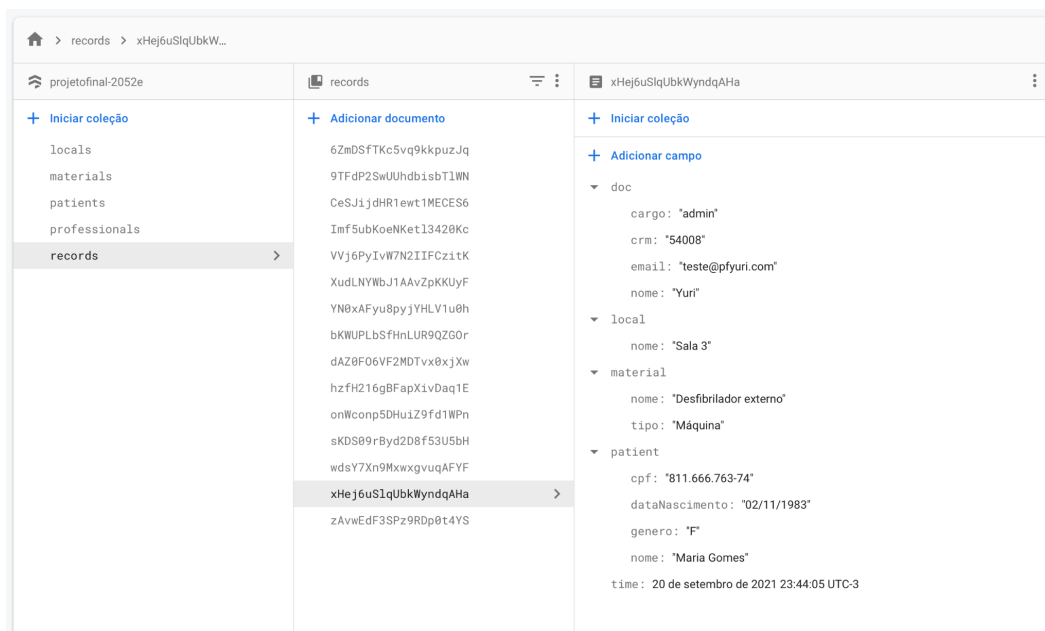 records > xHej6uSlqUbkW...
projetofinal-2052e
records
xHej6uSlqUbkWyndqAHa
+ Iniciar coleção
+ Adicionar documento
+ Iniciar coleção
locals
materials
patients
professionals
records
6ZmDSfTKc5vq9kkpuzJq
9TFdP2SwUUhdbisbTlWN
CeSJijdHR1ewt1MECES6
Imf5ubKoeNKetl3420Kc
VVj6PyIvW7N2IIFCzitK
XudLNYWbJ1AAvZpKKUyF
YN0xAFyu8pyjYHLV1u0h
bKWUPLbSfHnLUR9QZGOr
dAZ0FO6VF2MDTvx0xjXw
hzfH216gBFapXivDaq1E
onWconp5DHuiZ9fd1WPn
sKDS09rByd2D8f53U5bH
wdsY7Xn9MxwxgvuqAFYF
xHej6uSlqUbkWyndqAHa
zAvwEdF3SPz9RDp0t4YS
+ Adicionar campo
doc
cargo: "admin"
crm: "54008"
email: "teste@pfyuri.com"
nome: "Yuri"
local
nome: "Sala 3"
material
nome: "Desfibrilador externo"
tipo: "Máquina"
patient
cpf: "811.666.763-74"
dataNascimento: "02/11/1983"
genero: "F"
nome: "Maria Gomes"
time: 20 de setembro de 2021 23:44:05 UTC-3